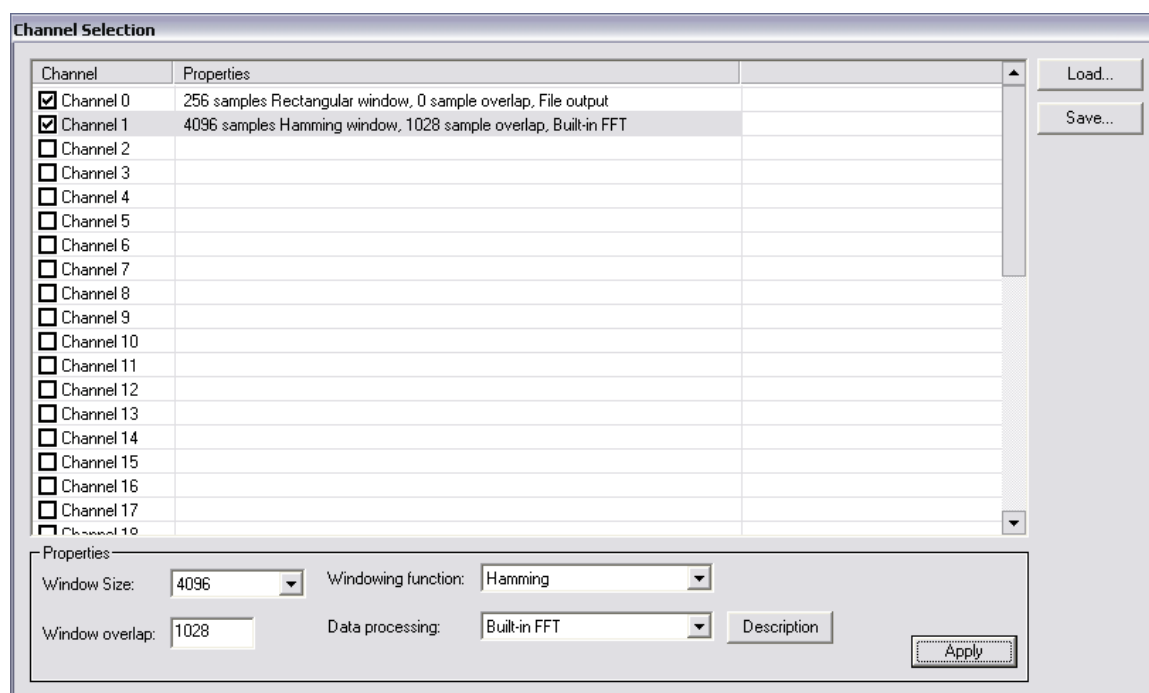 Channel Selection
Channel Properties
Load...
Channel 0 256 samples Rectangular window, 0 sample overlap, File output
Channel 1 4096 samples Hamming window, 1028 sample overlap, Built-in FFT
Save...
Channel 2
Channel 3
Channel 4
Channel 5
Channel 6
Channel 7
Channel 8
Channel 9
Channel 10
Channel 11
Channel 12
Channel 13
Channel 14
Channel 15
Channel 16
Channel 17
Channel 18
Properties
Window Size: 4096 Windowing function: Hamming
Window overlap: 1028 Data processing: Built-in FFT Description
Apply